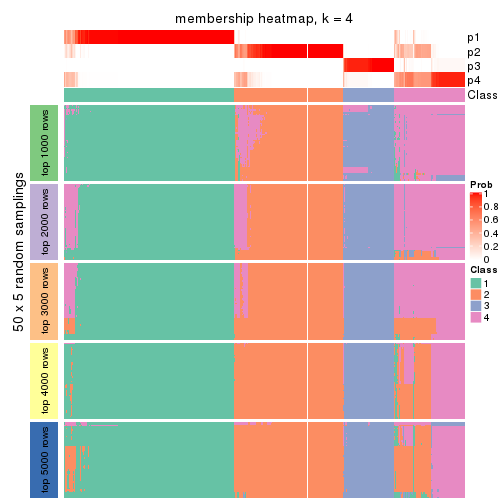 membership heatmap, k = 4
p1
p2
p3
p4
Class
50 x 5 random samplings
top 1000 rows
top 2000 rows
top 3000 rows
top 4000 rows
top 5000 rows
Prob
1
0.8
0.6
0.4
0.2
0
Class
1
2
3
4